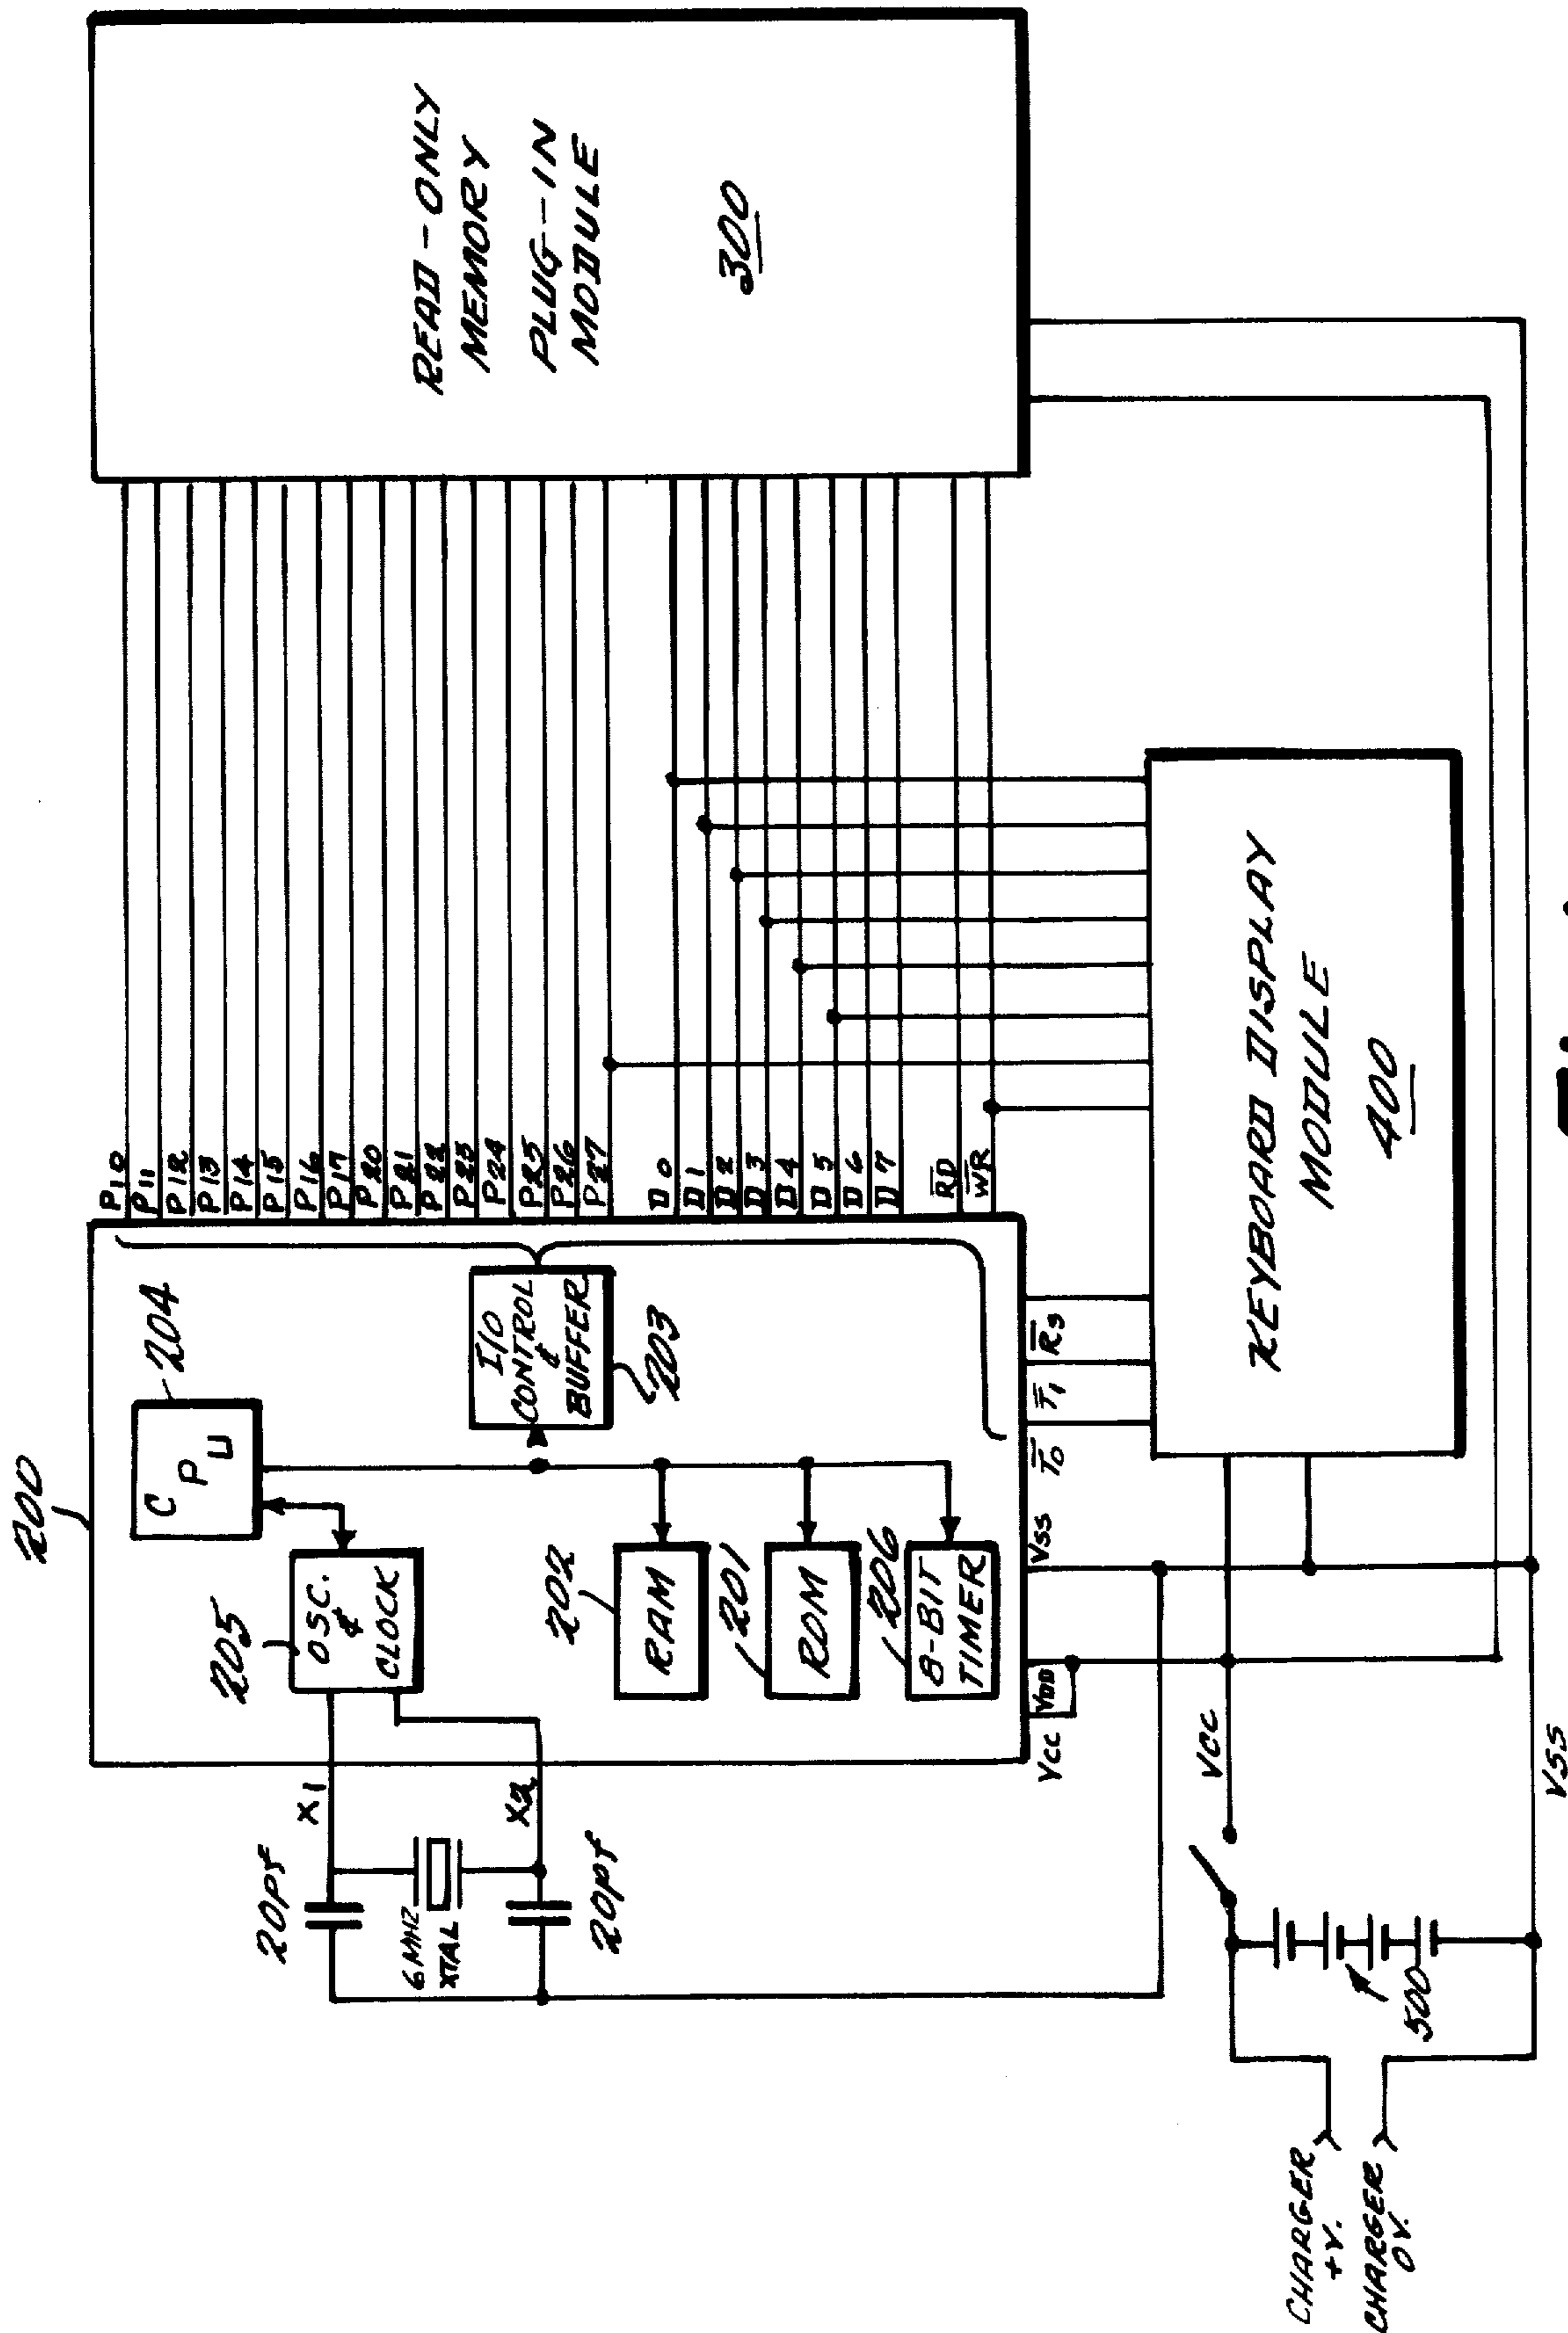 200
CPU
204
205
OSC.
&
CLOCK
I/O
CONTROL
&
BUFFER
203
202
RAM
201
ROM
206
8-BIT
TIMER
X1
X2
20pf
6MHZ
XTAL
20pf
P10
P11
P12
P13
P14
P15
P16
P17
P20
P21
P22
P23
P24
P25
P26
P27
D0
D1
D2
D3
D4
D5
D6
D7
RD
WR
READ-ONLY
MEMORY
PLUG-IN
MODULE
300
VCC
VDD
VSS
T0
T1
RS
KEYBOARD DISPLAY
MODULE
400
VCC
VSS
500
CHARGER
+V.
CHARGER
0V.